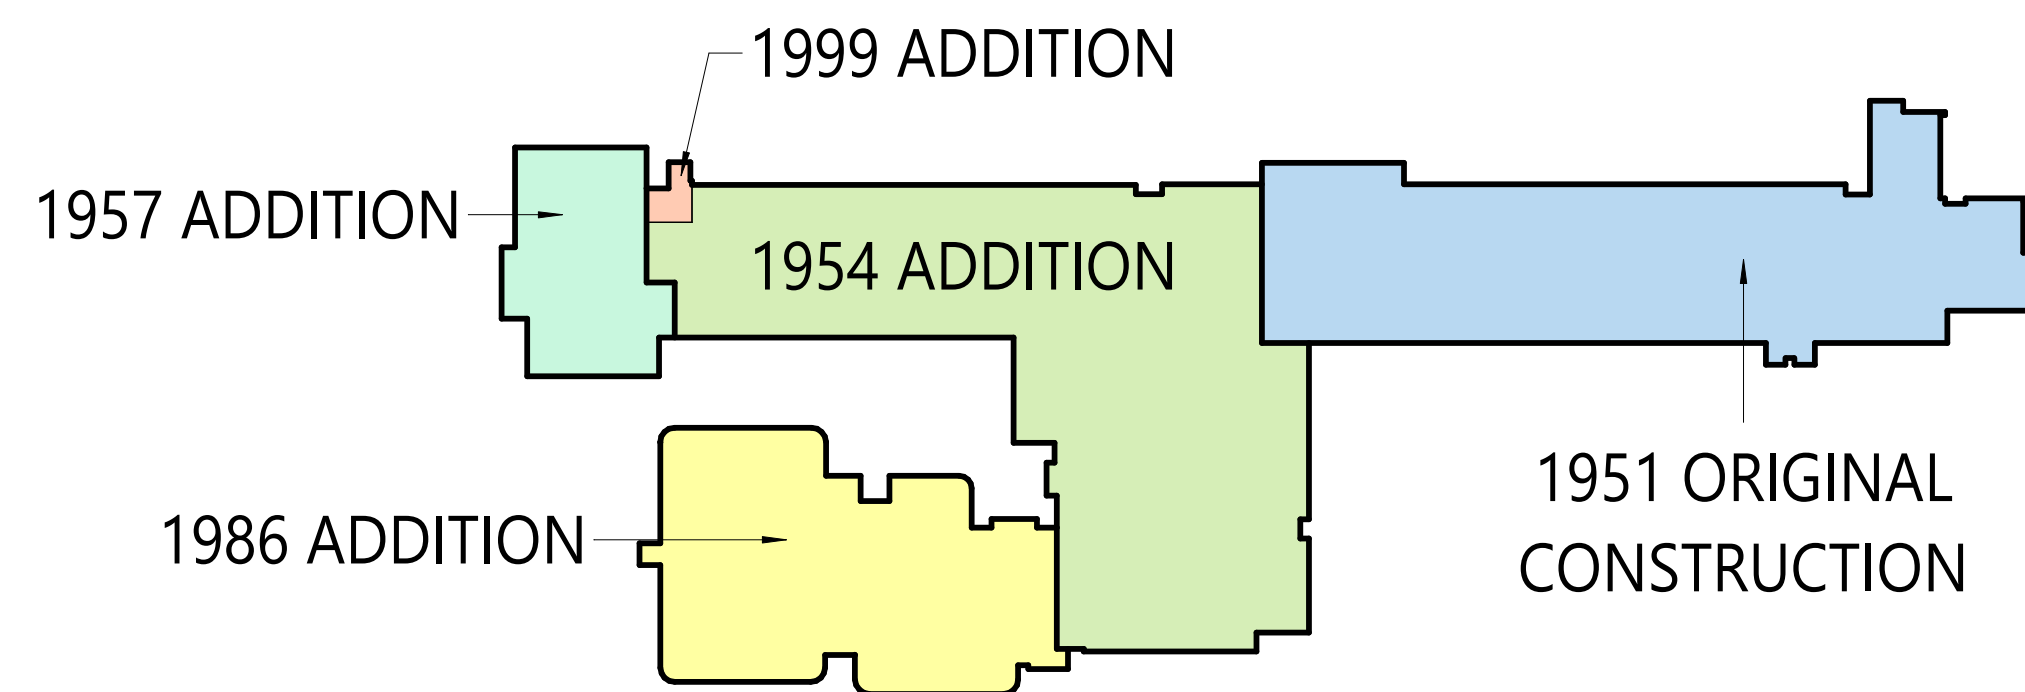 1999 ADDITION
1957 ADDITION
1954 ADDITION
1951 ORIGINAL
CONSTRUCTION
1986 ADDITION